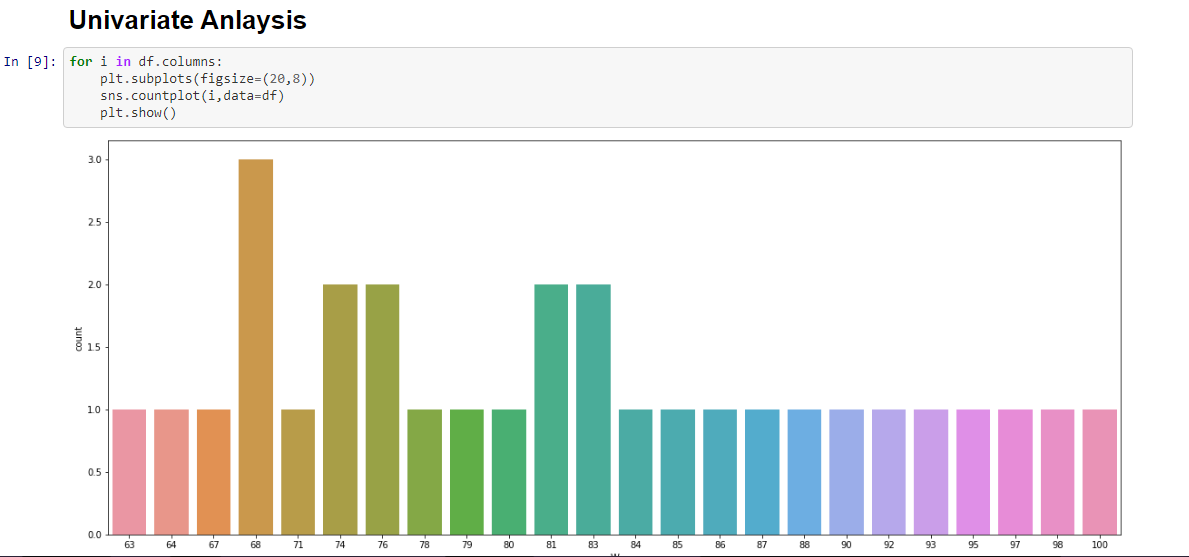 Univariate Anlaysis
In [9]: for i in df.columns:
plt.subplots(figsize=(20,8))
sns.countplot(i,data=df)
plt.show()
3.0
2.5
2.0
1.5
1.0
0.5
0.0
count
63 64 67 68 71 74 76 78 79 80 81 83 84 85 86 87 88 90 92 93 95 97 98 100